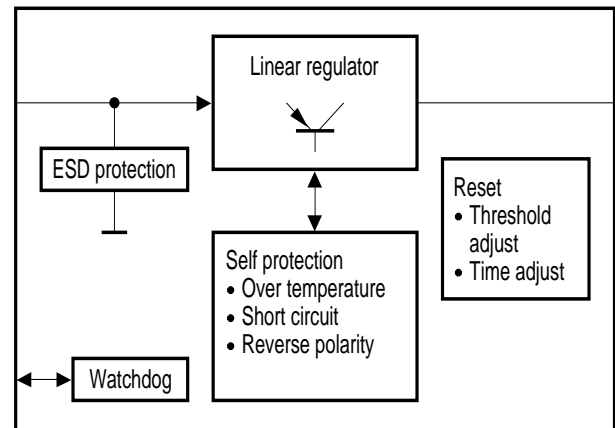 Linear regulator
ESD protection
Reset
• Threshold
adjust
• Time adjust
Self protection
• Over temperature
• Short circuit
• Reverse polarity
Watchdog